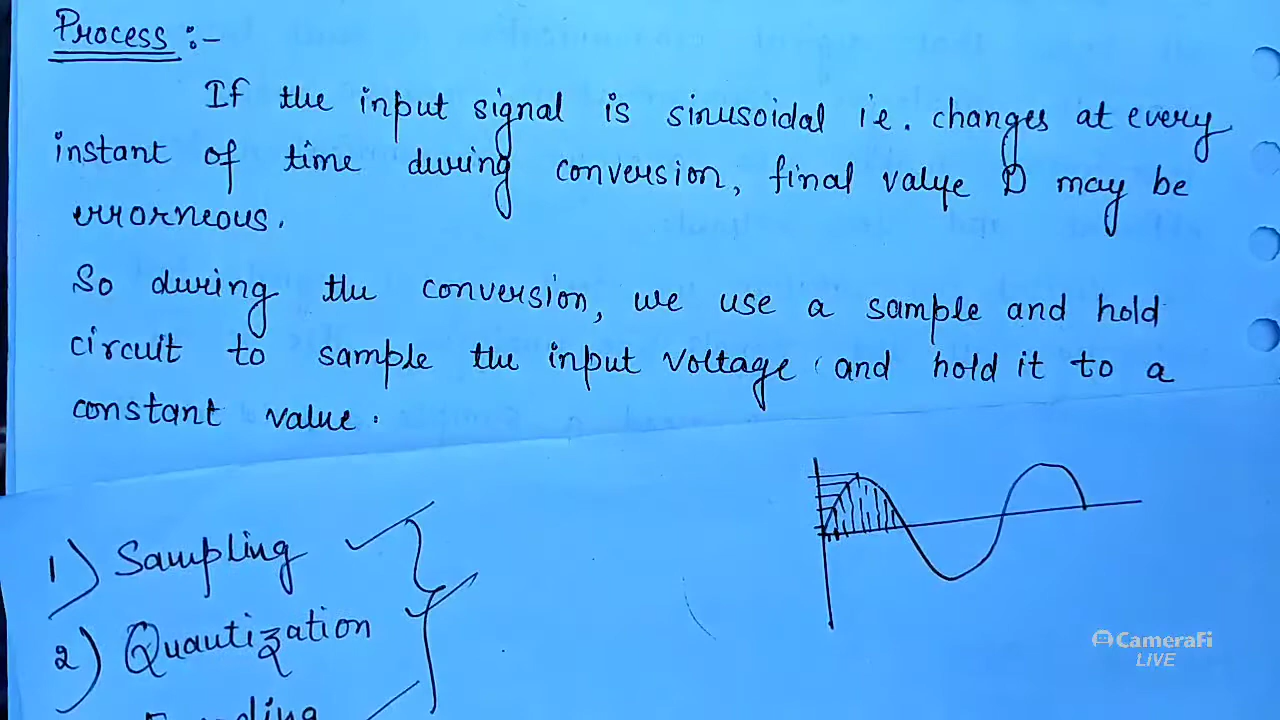 Process :-
If the input signal is sinusoidal i.e. changes at every
instant of time during conversion, final value D may be
errorneous.
So during the conversion, we use a sample and hold
circuit to sample the input voltage and hold it to a
constant value.
1) Sampling
2) Quantization
CameraFi
LIVE